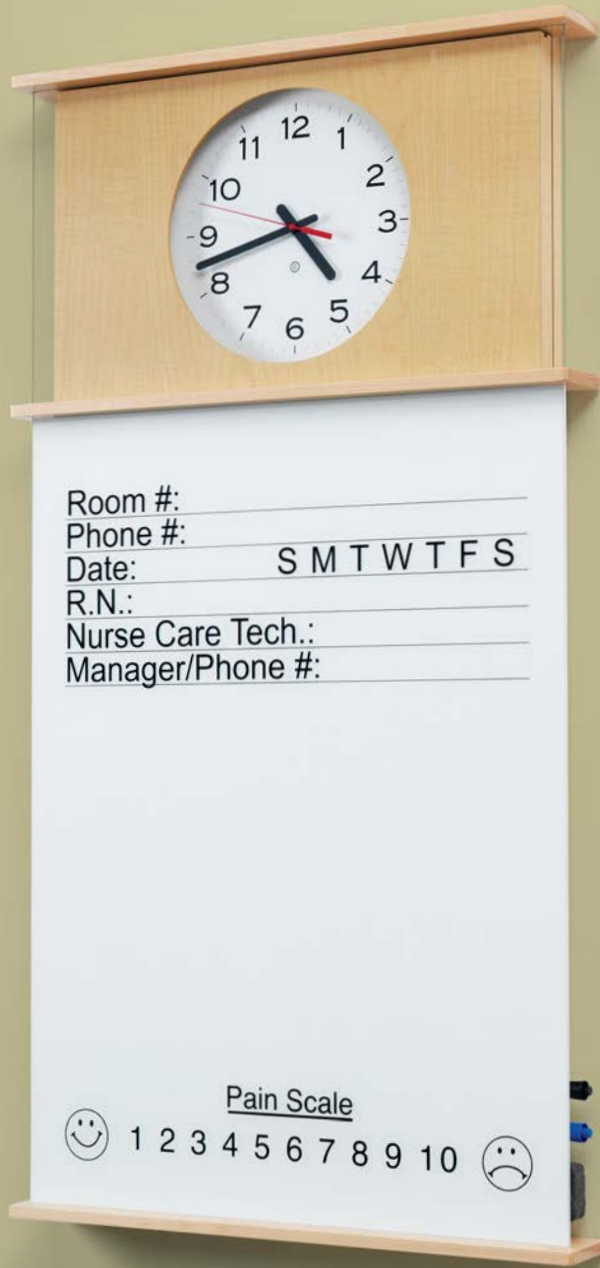 12
11 1
10 2
9 3
8 4
7 5
6
Room #:
Phone #:
Date: S M T W T F S
R.N.:
Nurse Care Tech.:
Manager/Phone #:
Pain Scale
1 2 3 4 5 6 7 8 9 10